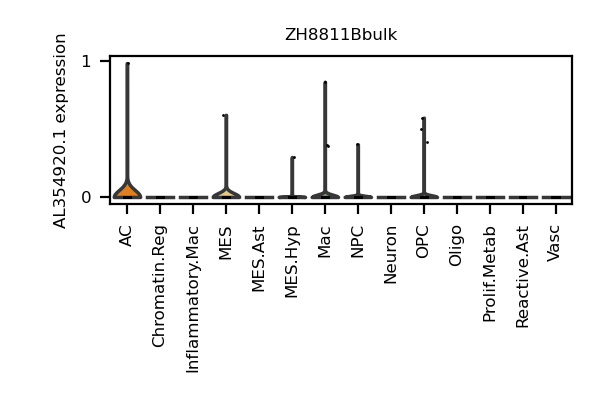 ZH8811Bbulk
AL354920.1 expression
1
0
AC
Chromatin.Reg
Inflammatory.Mac
MES
MES.Ast
MES.Hyp
Mac
NPC
Neuron
OPC
Oligo
Prolif.Metab
Reactive.Ast
Vasc